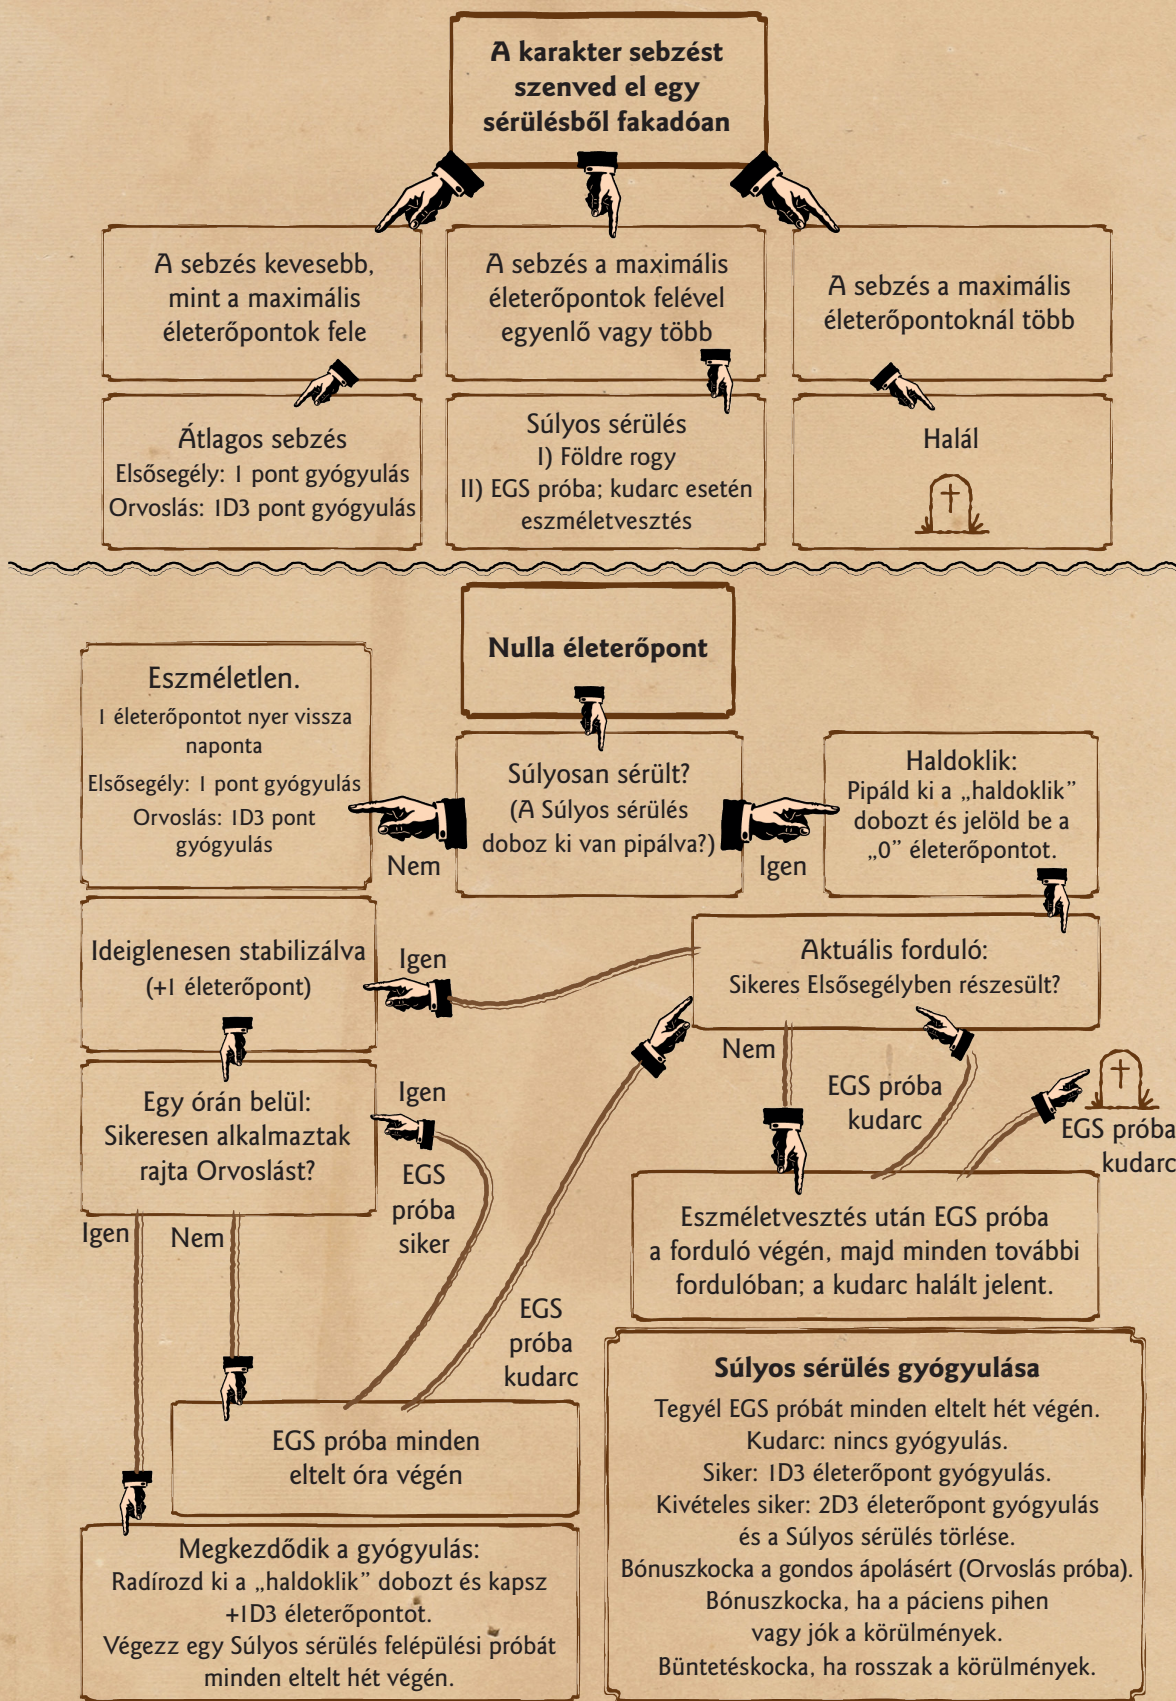 A karakter sebzést
szenved el egy
sérülésből fakadóan
A sebzés kevesebb,
mint a maximális
életerőpontok fele
A sebzés a maximális
életerőpontok felével
egyenlő vagy több
A sebzés a maximális
életerőpontoknál több
Átlagos sebzés
Elsősegély: 1 pont gyógyulás
Orvoslás: 1D3 pont gyógyulás
Súlyos sérülés
I) Földre rogy
II) EGS próba; kudarc esetén
eszméletvesztés
Halál
Nulla életerőpont
Eszméletlen.
1 életerőpontot nyer vissza
naponta
Elsősegély: 1 pont gyógyulás
Orvoslás: 1D3 pont
gyógyulás
Nem
Súlyosan sérült?
(A Súlyos sérülés
doboz ki van pipálva?)
Igen
Haldoklik:
Pipáld ki a „haldoklik”
dobozt és jelöld be a
„0” életerőpontot.
Ideiglenesen stabilizálva
(+1 életerőpont)
Igen
Aktuális forduló:
Sikeres Elsősegélyben részesült?
Nem
EGS próba
kudarc
EGS próba
kudarc
Egy órán belül:
Sikeresen alkalmaztak
rajta Orvoslást?
Igen
EGS
próba
siker
Igen
Nem
Eszméletvesztés után EGS próba
a forduló végén, majd minden további
fordulóban; a kudarc halált jelent.
EGS
próba
kudarc
EGS próba minden
eltelt óra végén
Megkezdődik a gyógyulás:
Radírozd ki a „haldoklik” dobozt és kapsz
+1D3 életerőpontot.
Végezz egy Súlyos sérülés felépülési próbát
minden eltelt hét végén.
Súlyos sérülés gyógyulása
Tegyél EGS próbát minden eltelt hét végén.
Kudarc: nincs gyógyulás.
Siker: 1D3 életerőpont gyógyulás.
Kivételes siker: 2D3 életerőpont gyógyulás
és a Súlyos sérülés törlése.
Bónuszkocka a gondos ápolásért (Orvoslás próba).
Bónuszkocka, ha a páciens pihen
vagy jók a körülmények.
Büntetéskocka, ha rosszak a körülmények.